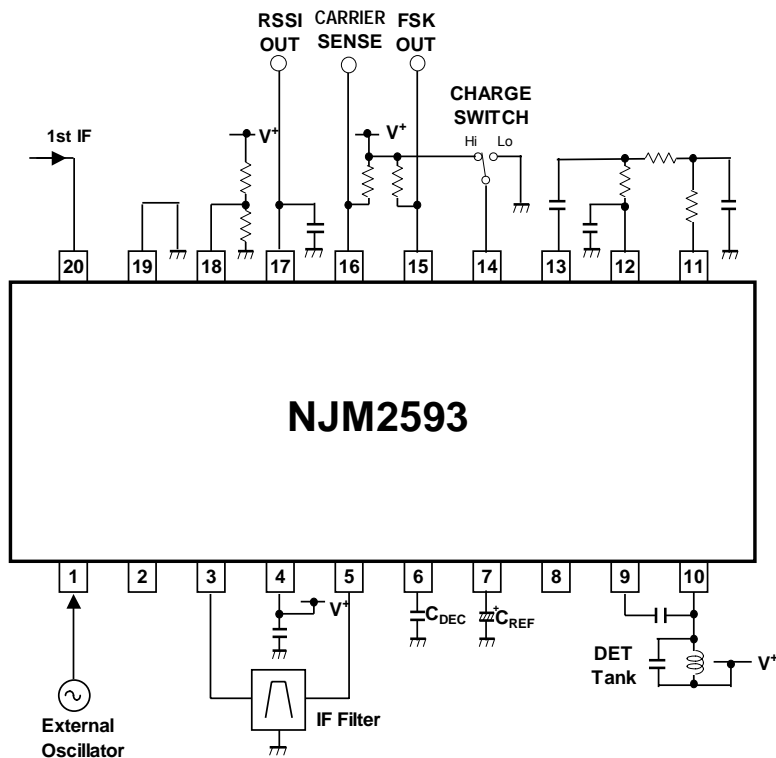 RSSI OUT
CARRIER SENSE
FSK OUT
CHARGE SWITCH
Hi Lo
1st IF
V+
V+
20 19 18 17 16 15 14 13 12 11
NJM2593
1 2 3 4 5 6 7 8 9 10
V+
CDEC
+
CREF
DET Tank
V+
IF Filter
External Oscillator